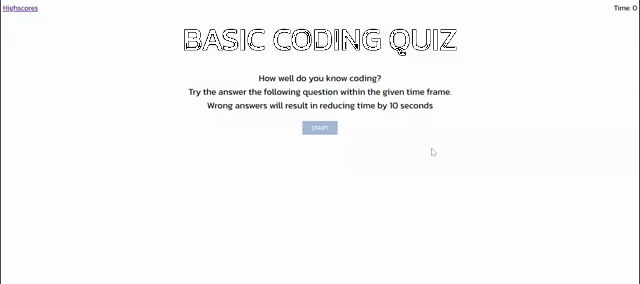 Highscores
Time: 0
BASIC CODING QUIZ
How well do you know coding?
Try the answer the following question within the given time frame.
Wrong answers will result in reducing time by 10 seconds
START